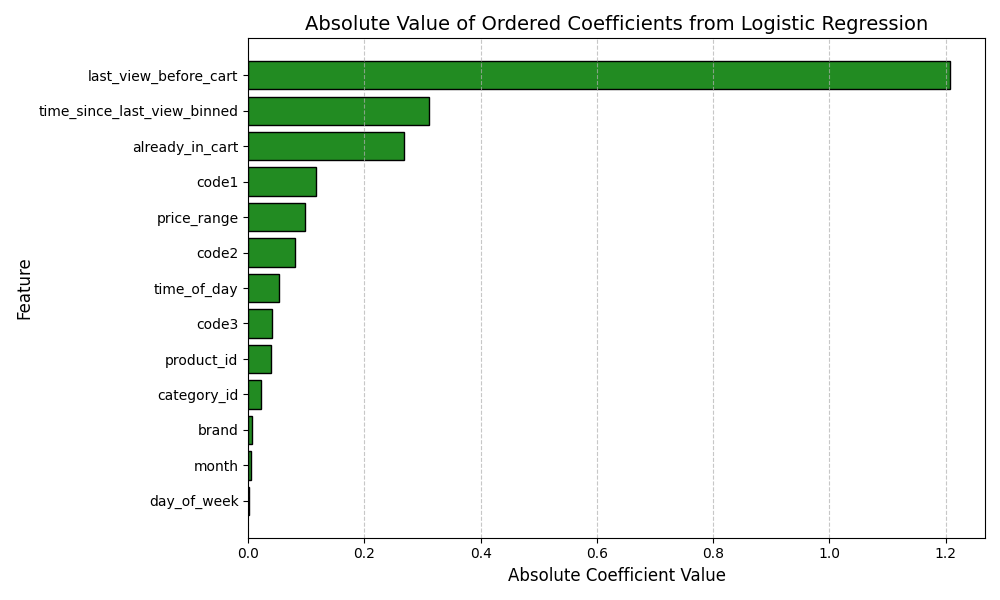 Absolute Value of Ordered Coefficients from Logistic Regression
last_view_before_cart
time_since_last_view_binned
already_in_cart
code1
price_range
code2
time_of_day
code3
product_id
category_id
brand
month
day_of_week
Feature
0.0 0.2 0.4 0.6 0.8 1.0 1.2
Absolute Coefficient Value